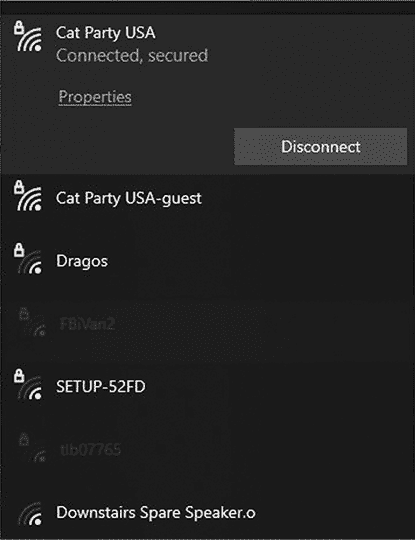 Cat Party USA
Connected, secured
Properties
Disconnect
Cat Party USA-guest
Dragos
FBiVan2
SETUP-52FD
tlb07765
Downstairs Spare Speaker.o